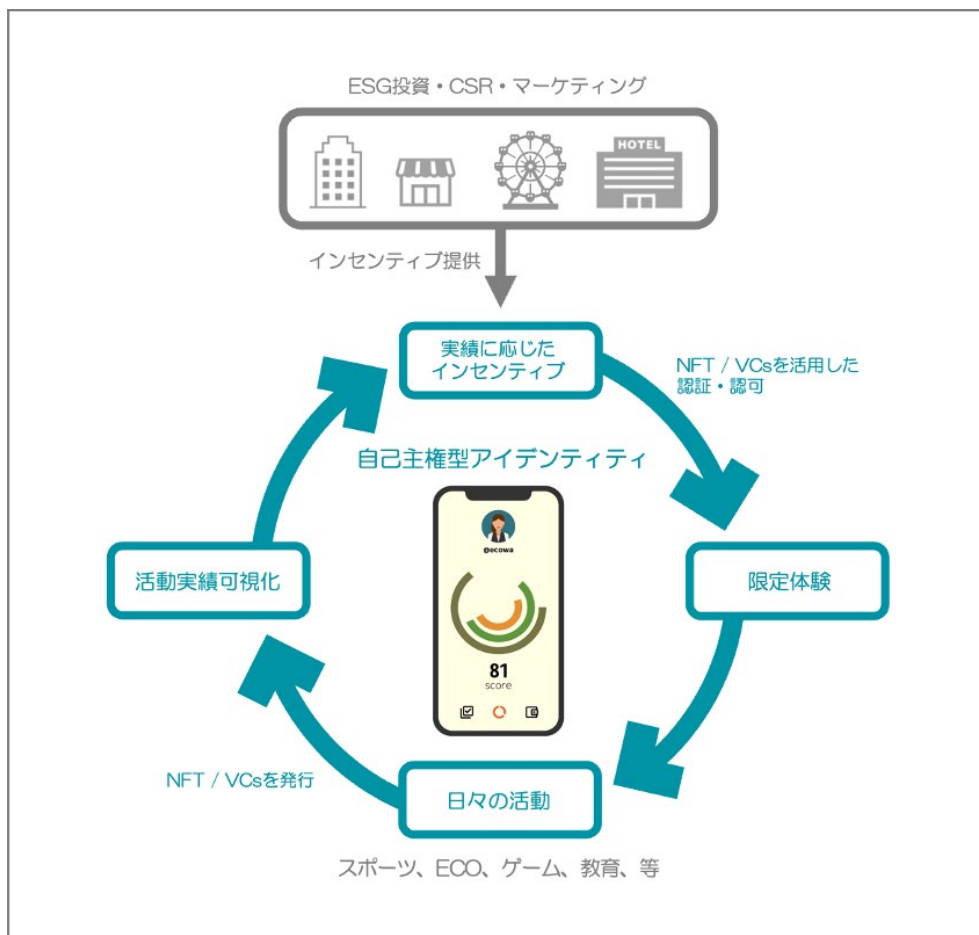 ESG投資・CSR・マーケティング
HOTEL
インセンティブ提供
実績に応じた
インセンティブ
NFT / VCsを活用した
認証・認可
自己主権型アイデンティティ
@ecowa
活動実績可視化
限定体験
81
score
NFT / VCsを発行
日々の活動
スポーツ、ECO、ゲーム、教育、等